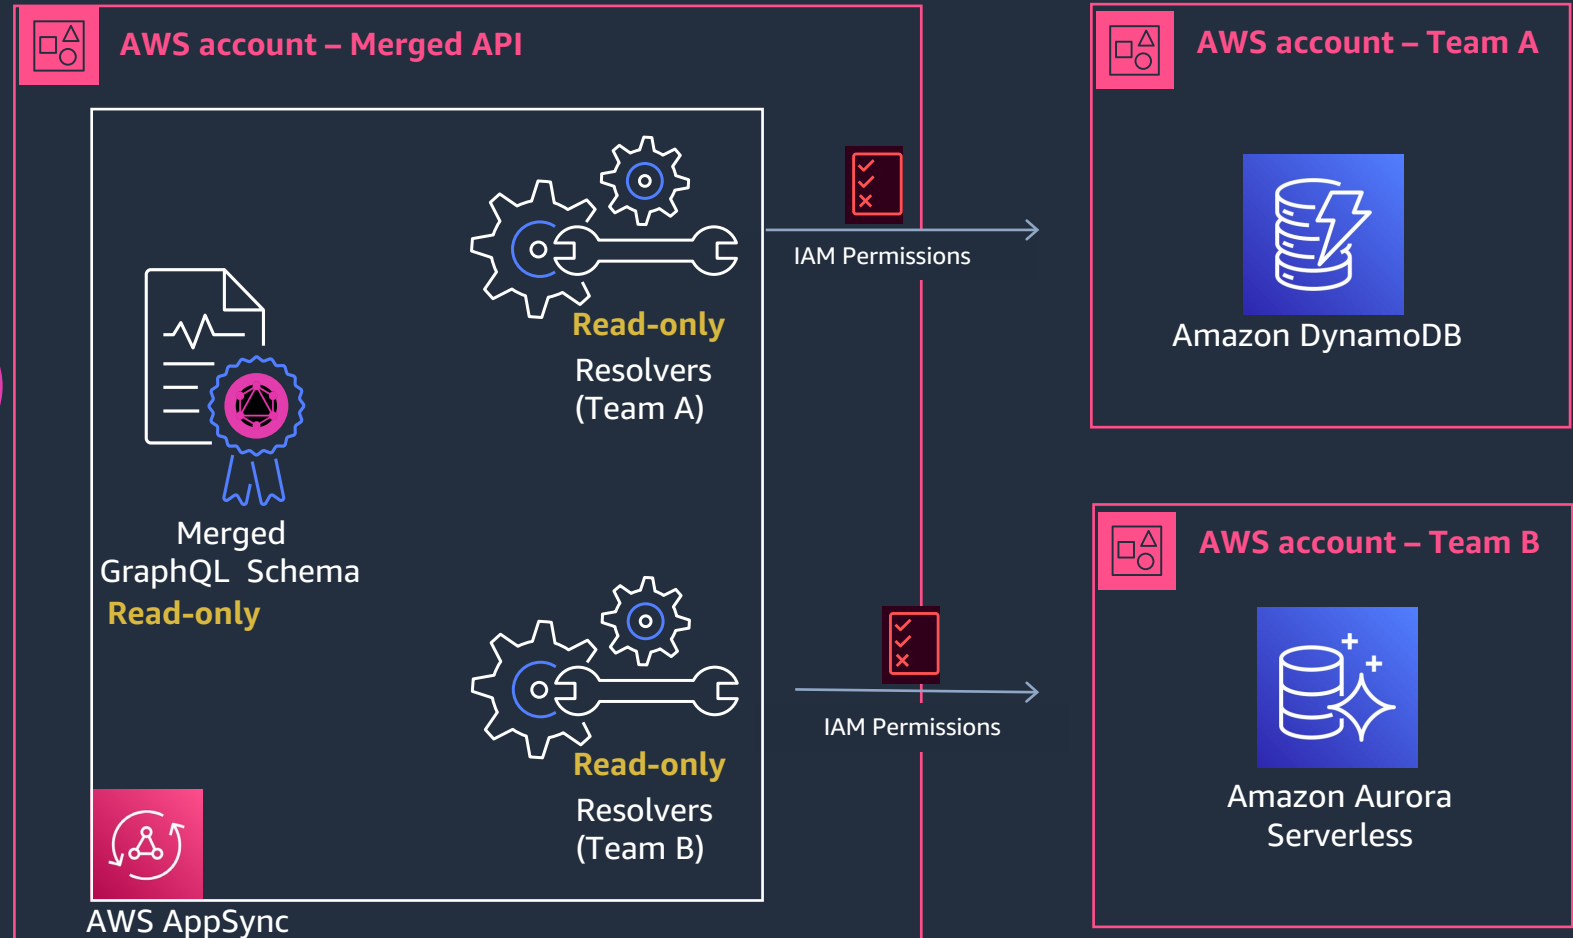 AWS account – Merged API
Read-only
Resolvers
(Team A)
Merged
GraphQL Schema
Read-only
Read-only
Resolvers
(Team B)
AWS AppSync
IAM Permissions
IAM Permissions
AWS account – Team A
Amazon DynamoDB
AWS account – Team B
Amazon Aurora
Serverless